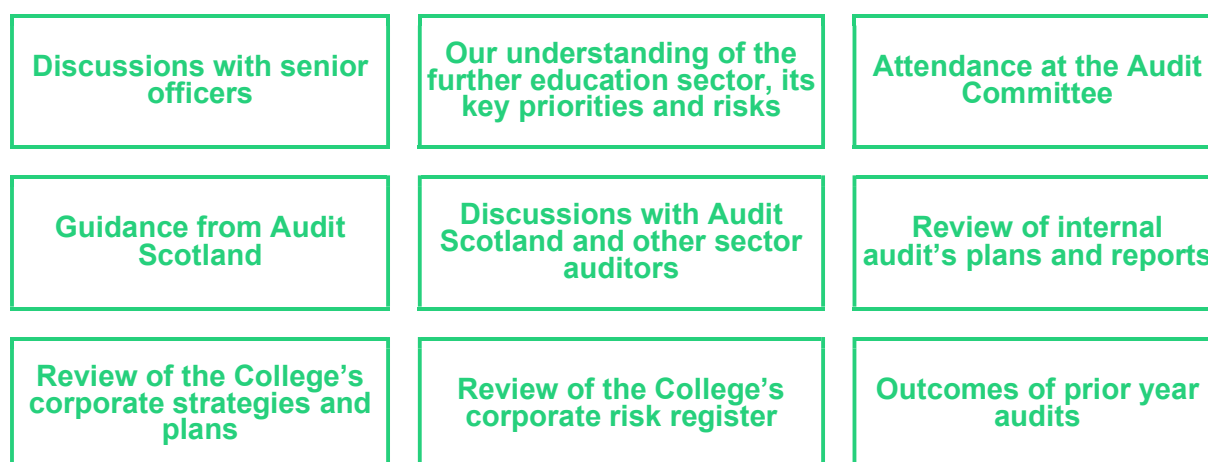 Discussions with senior
officers
Our understanding of the
further education sector, its
key priorities and risks
Attendance at the Audit
Committee
Guidance from Audit
Scotland
Discussions with Audit
Scotland and other sector
auditors
Review of internal
audit's plans and reports
Review of the College's
corporate strategies and
plans
Review of the College's
corporate risk register
Outcomes of prior year
audits